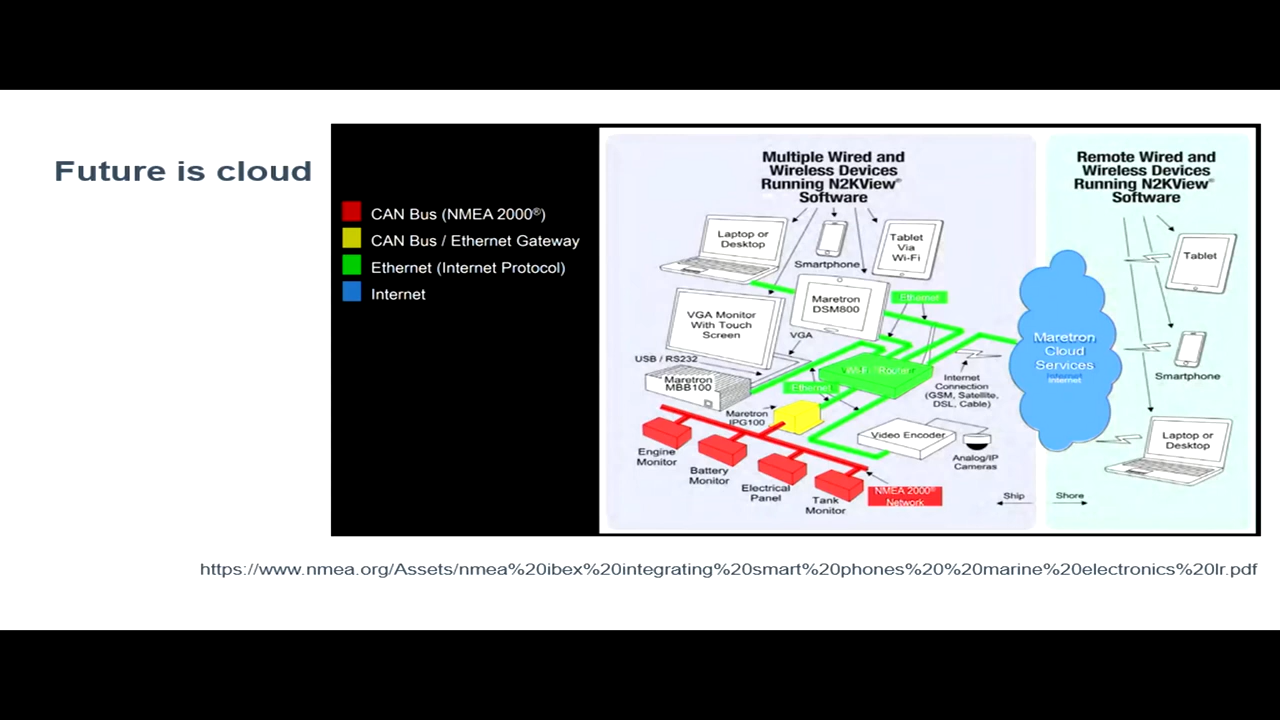 Future is cloud
CAN Bus (NMEA 2000®)
CAN Bus / Ethernet Gateway
Ethernet (Internet Protocol)
Internet
Multiple Wired and
Wireless Devices
Running N2KView®
Software
Remote Wired and
Wireless Devices
Running N2KView®
Software
Laptop or
Desktop
Smartphone
Tablet
Via
Wi-Fi
Tablet
Maretron
DSM800
Ethernet
VGA Monitor
With Touch
Screen
VGA
USB / RS232
Maretron
MBB100
Wi-Fi Router
Ethernet
Internet
Connection
(GSM, Satellite,
DSL, Cable)
Maretron
Cloud
Services
Internet
Smartphone
Maretron
IPG100
Video Encoder
Analog/IP
Cameras
Laptop or
Desktop
Engine
Monitor
Battery
Monitor
Electrical
Panel
Tank
Monitor
NMEA 2000®
Network
Ship
Shore
https://www.nmea.org/Assets/nmea%20ibex%20integrating%20smart%20phones%20%20marine%20electronics%20lr.pdf